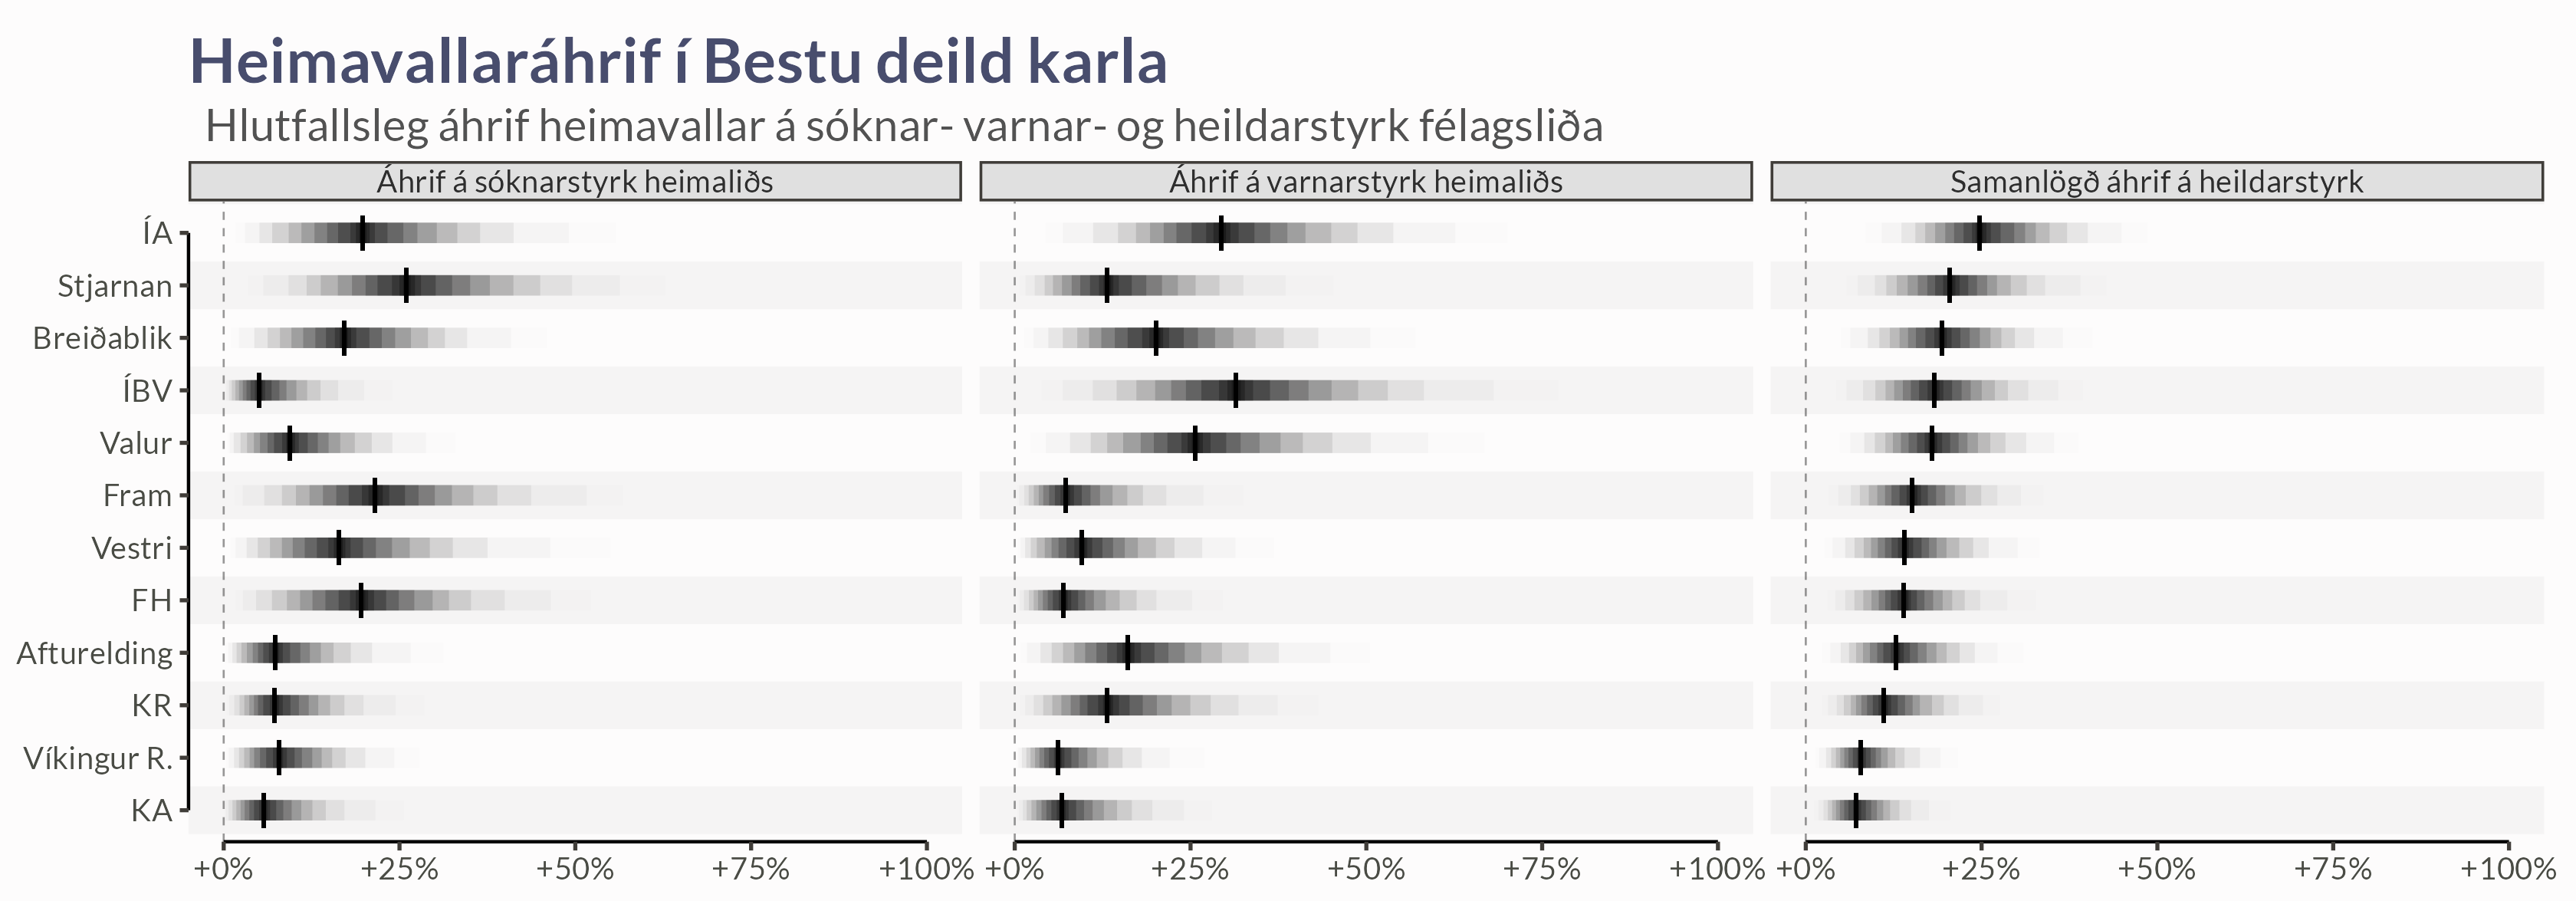 Heimavallaráhrif í Bestu deild karla
Hlutfallsleg áhrif heimavallar á sóknar- varnar- og heildarstyrk félagsliða
Áhrif á sóknarstyrk heimaliðs
Áhrif á varnarstyrk heimaliðs
Samanlögð áhrif á heildarstyrk
ÍA
Stjarnan
Breiðablik
ÍBV
Valur
Fram
Vestri
FH
Afturelding
KR
Víkingur R.
KA
+0% +25% +50% +75% +100%
+0% +25% +50% +75% +100%
+0% +25% +50% +75% +100%